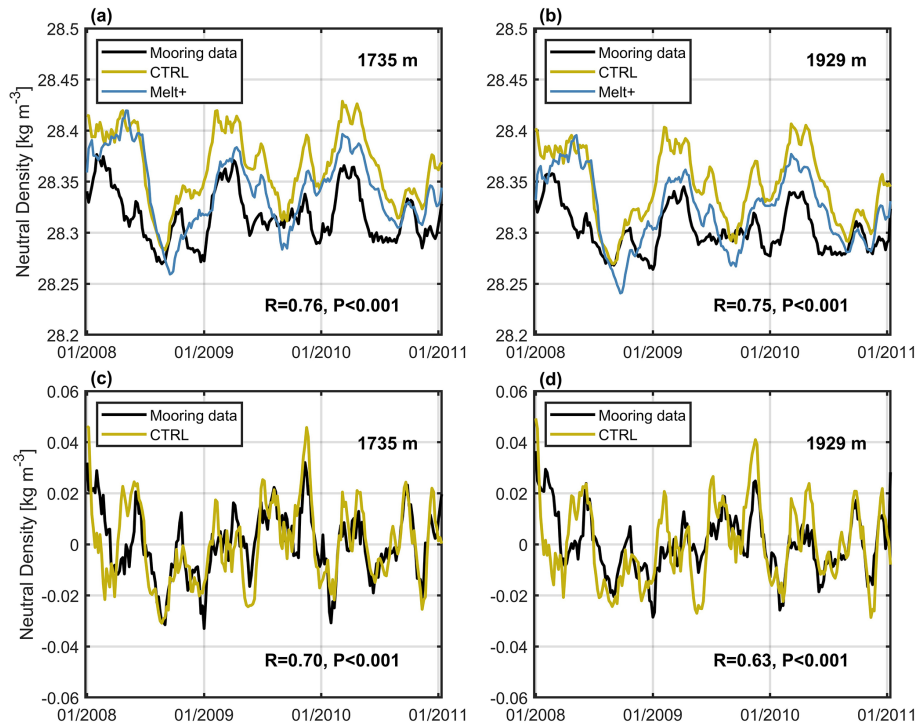 (a)
28.5
28.45
28.4
28.35
28.3
28.25
28.2
Neutral Density [kg m-3]
Mooring data
CTRL
Melt+
1735 m
R=0.76, P<0.001
01/2008
01/2009
01/2010
01/2011
(b)
28.5
28.45
28.4
28.35
28.3
28.25
28.2
Mooring data
CTRL
Melt+
1929 m
R=0.75, P<0.001
01/2008
01/2009
01/2010
01/2011
(c)
0.06
0.04
0.02
0
-0.02
-0.04
-0.06
Neutral Density [kg m-3]
Mooring data
CTRL
1735 m
R=0.70, P<0.001
01/2008
01/2009
01/2010
01/2011
(d)
0.06
0.04
0.02
0
-0.02
-0.04
-0.06
Mooring data
CTRL
1929 m
R=0.63, P<0.001
01/2008
01/2009
01/2010
01/2011